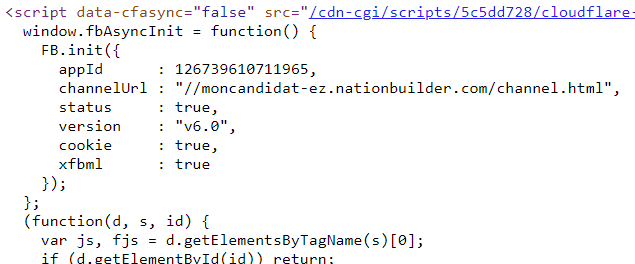 <script data-cfasync="false" src="/cdn-cgi/scripts/5c5dd728/cloudflare-
window.fbAsyncInit = function() {
FB.init({
appId : 126739610711965,
channelUrl : "//moncandidat-ez.nationbuilder.com/channel.html",
status : true,
version : "v6.0",
cookie : true,
xfbml : true
});
};
(function(d, s, id) {
var js, fjs = d.getElementsByTagName(s)[0];
if (d.getElementById(id)) return;